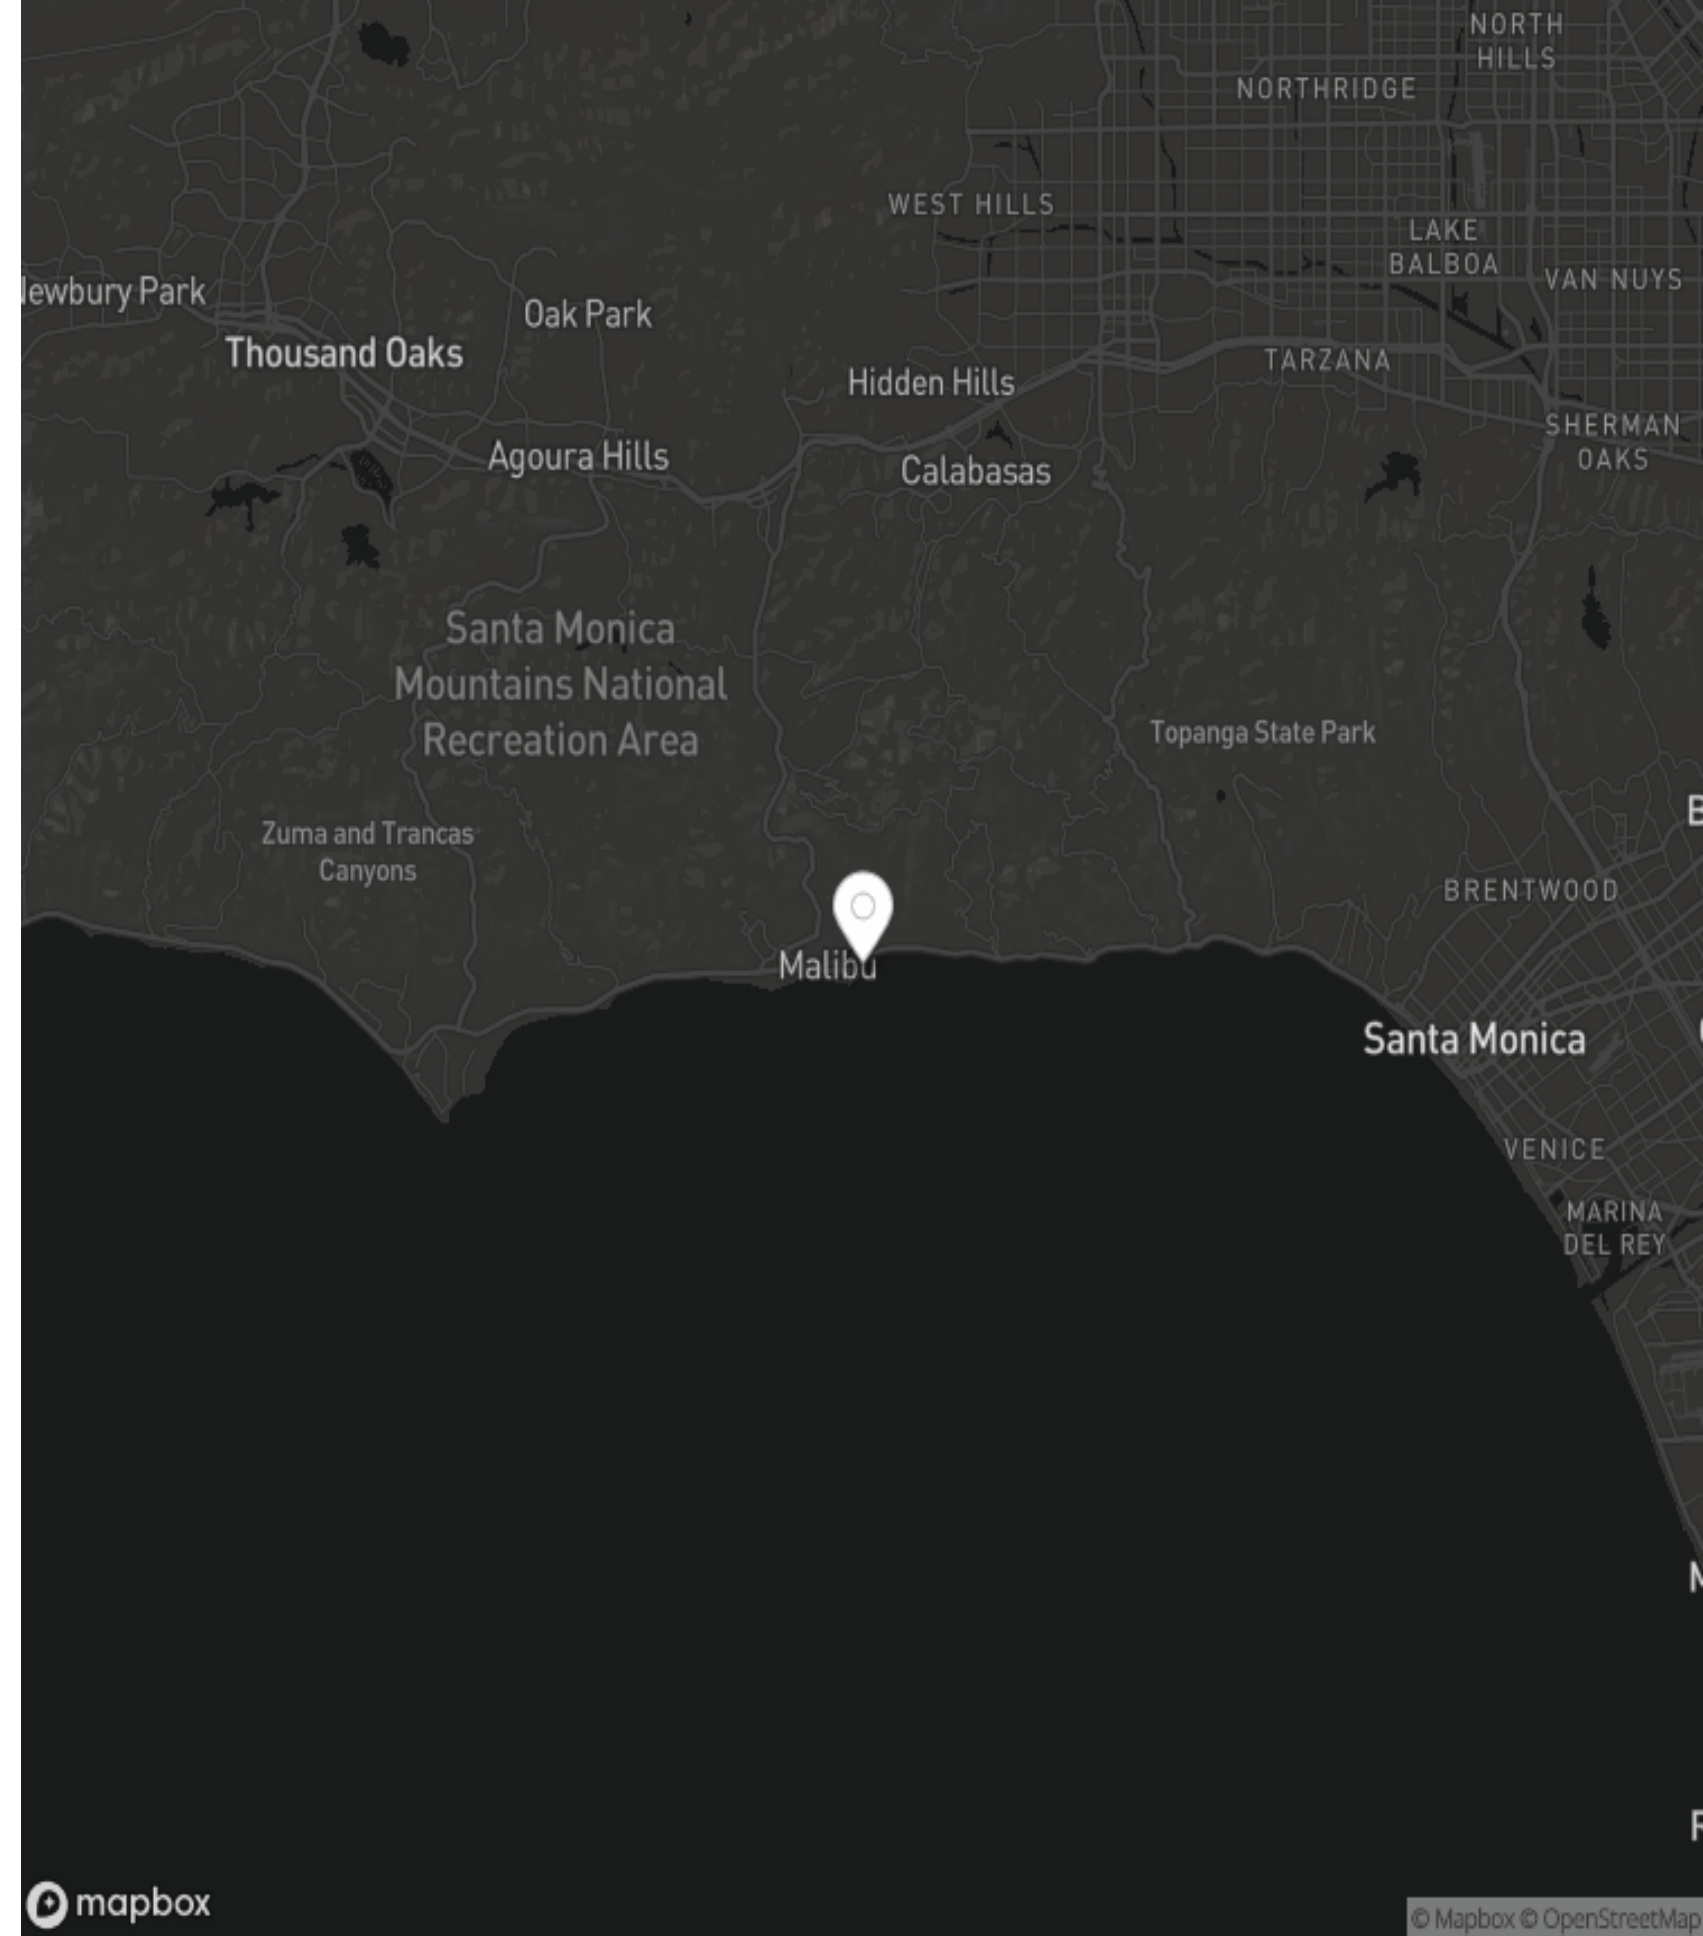 NORTH
HILLS
NORTHRIDGE
WEST HILLS
LAKE
BALBOA
VAN NUYS
Newbury Park
Oak Park
Thousand Oaks
TARZANA
Hidden Hills
SHERMAN
OAKS
Agoura Hills
Calabasas
Santa Monica
Mountains National
Recreation Area
Topanga State Park
B
Zuma and Trancas
Canyons
BRENTWOOD
Malibu
Santa Monica
VENICE
MARINA
DEL REY
mapbox
© Mapbox © OpenStreetMap